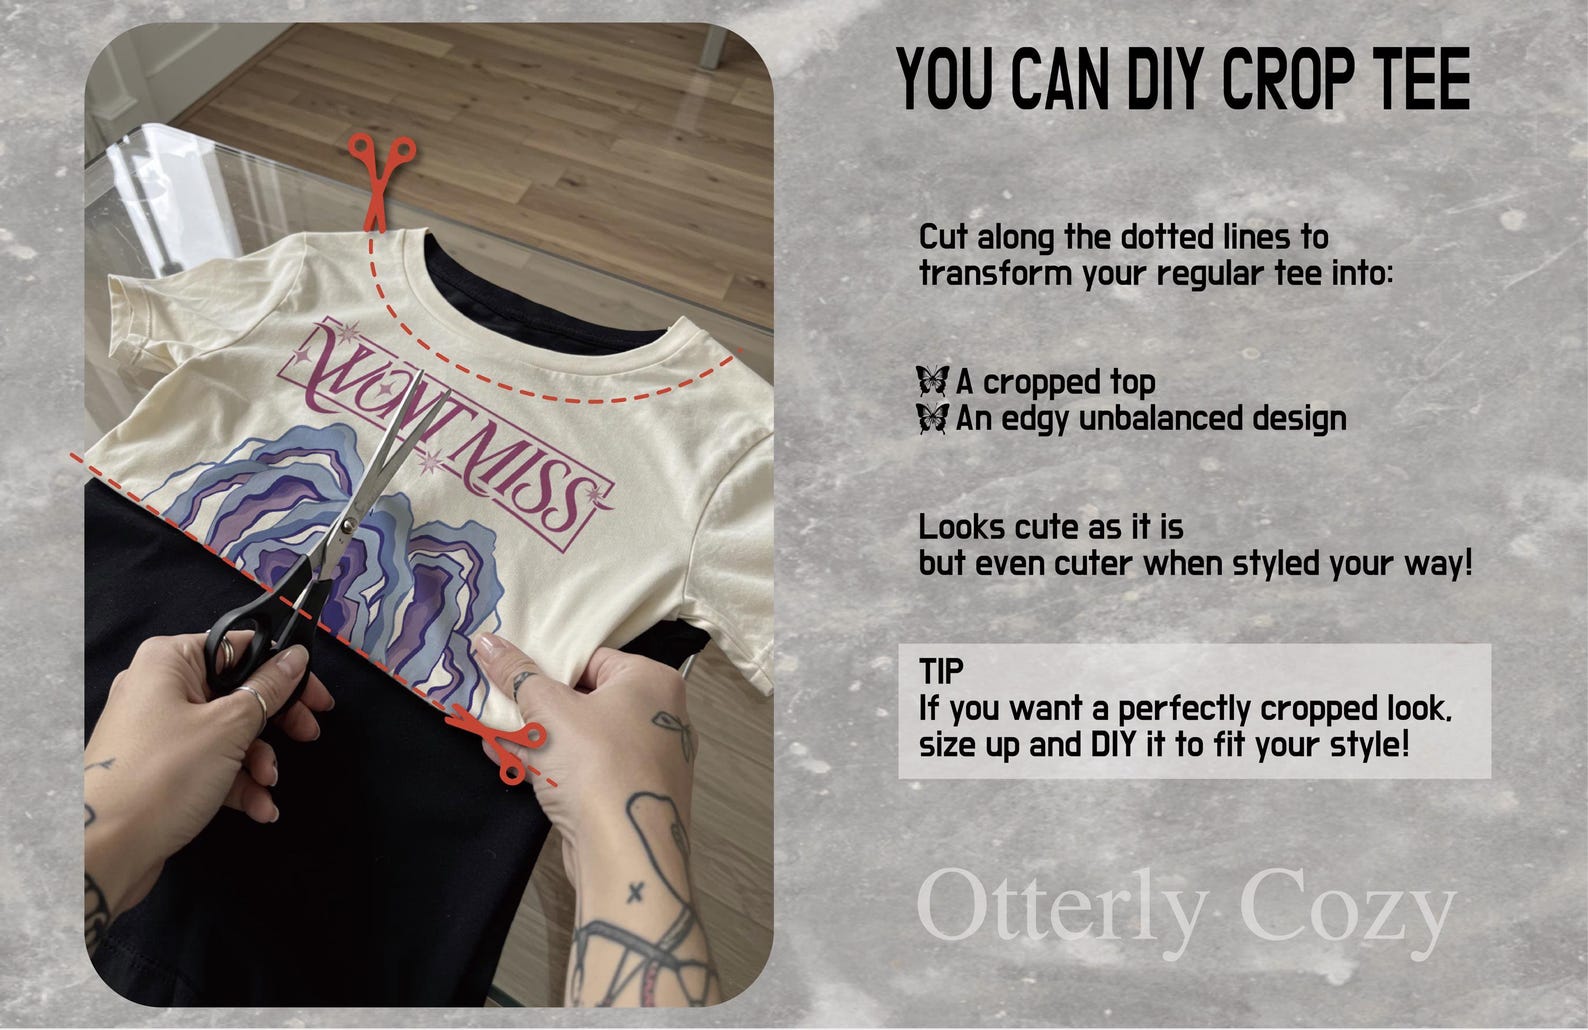 YOU CAN DIY CROP TEE
Cut along the dotted lines to
transform your regular tee into:
A cropped top
An edgy unbalanced design
Looks cute as it is
but even cuter when styled your way!
TIP
If you want a perfectly cropped look,
size up and DIY it to fit your style!
Otterly Cozy
WONT MISS